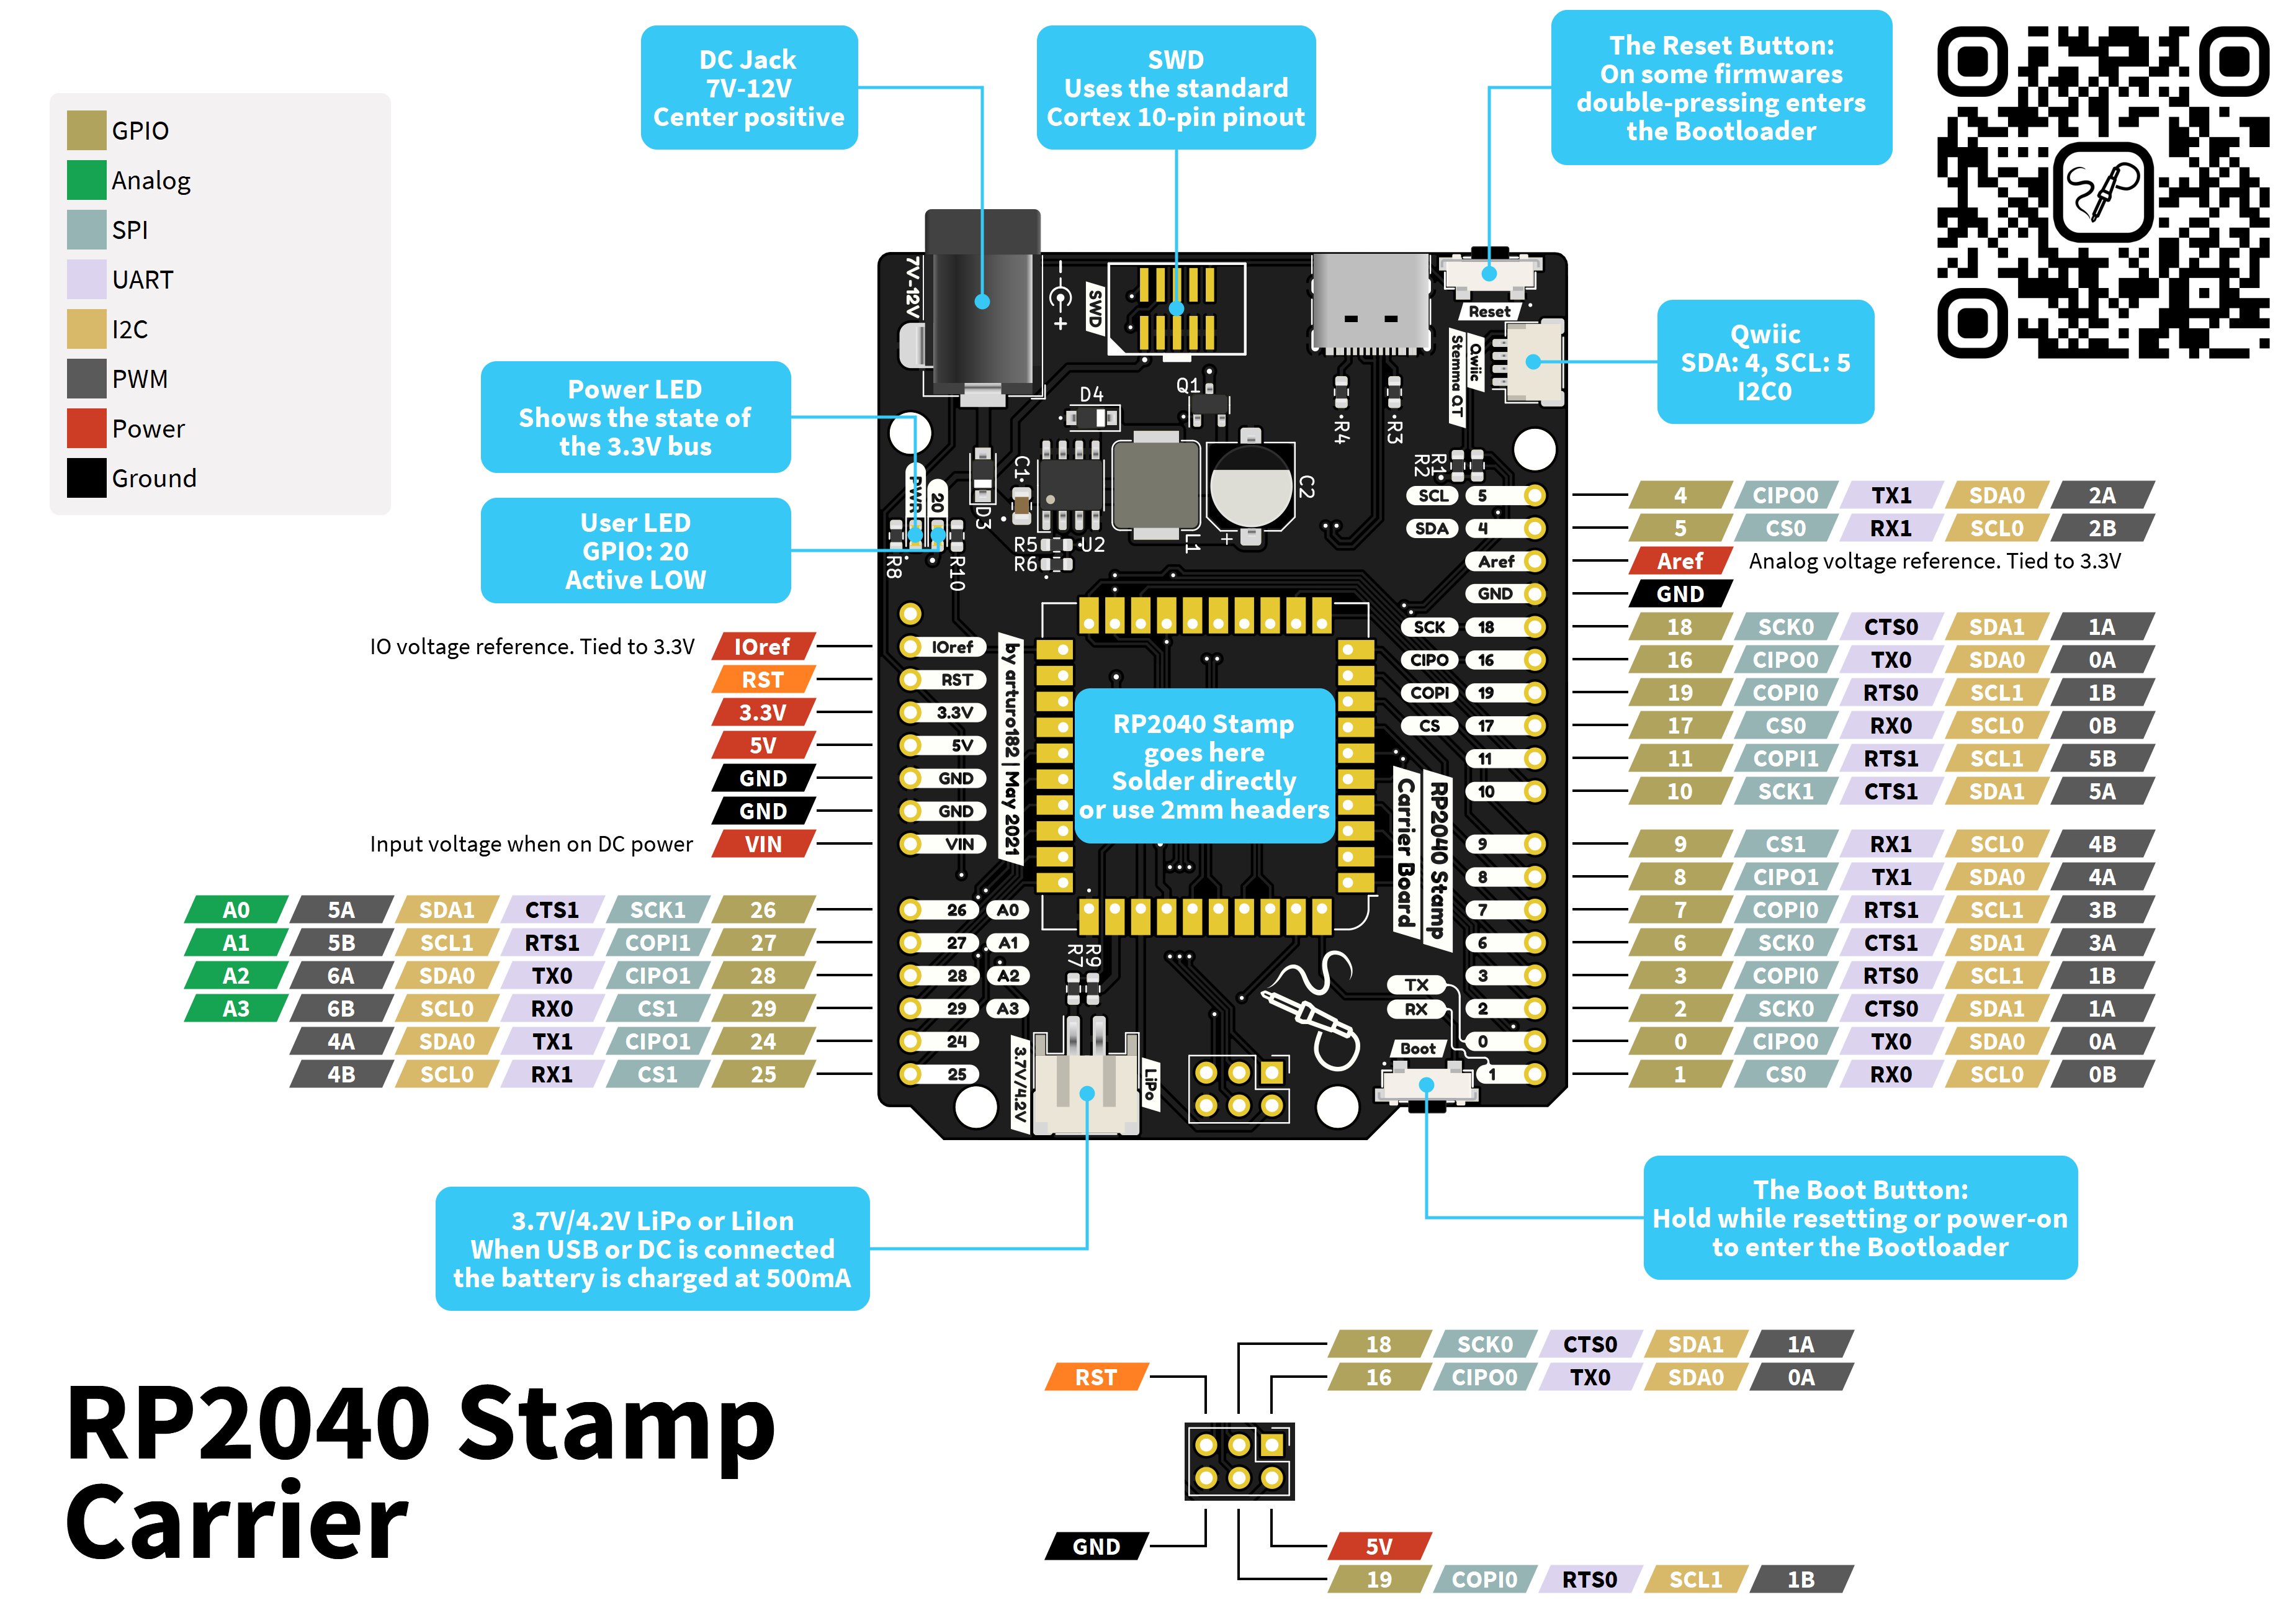 DC Jack
7V-12V
Center positive
SWD
Uses the standard
Cortex 10-pin pinout
The Reset Button:
On some firmwares
double-pressing enters
the Bootloader
GPIO
Analog
SPI
UART
I2C
PWM
Power
Ground
Power LED
Shows the state of
the 3.3V bus
User LED
GPIO: 20
Active LOW
Qwiic
SDA: 4, SCL: 5
I2C0
7V-12V
SWD
Reset
Qwiic
Stemma QT
D4
Q1
R4
R3
R2
R1
C1
C2
D3
U2
L1
R5
R6
R8
R10
PWR
20
SCL 5
SDA 4
Aref
GND
SCK 18
CIPO 16
COPI 19
CS 17
11
10
9
8
7
6
3
2
0
1
TX
RX
Boot
IOref
RST
3.3V
5V
GND
GND
VIN
26 A0
27 A1
28 A2
29 A3
24
25
by arturo182 | May 2021
RP2040 Stamp
Carrier Board
R7
R9
3.7V/4.2V
LiPo
RP2040 Stamp
goes here
Solder directly
or use 2mm headers
IO voltage reference. Tied to 3.3V IOref
RST
3.3V
5V
GND
GND
Input voltage when on DC power VIN
A0 5A SDA1 CTS1 SCK1 26
A1 5B SCL1 RTS1 COPI1 27
A2 6A SDA0 TX0 CIPO1 28
A3 6B SCL0 RX0 CS1 29
4A SDA0 TX1 CIPO1 24
4B SCL0 RX1 CS1 25
4 CIPO0 TX1 SDA0 2A
5 CS0 RX1 SCL0 2B
Aref Analog voltage reference. Tied to 3.3V
GND
18 SCK0 CTS0 SDA1 1A
16 CIPO0 TX0 SDA0 0A
19 COPI0 RTS0 SCL1 1B
17 CS0 RX0 SCL0 0B
11 COPI1 RTS1 SCL1 5B
10 SCK1 CTS1 SDA1 5A
9 CS1 RX1 SCL0 4B
8 CIPO1 TX1 SDA0 4A
7 COPI0 RTS1 SCL1 3B
6 SCK0 CTS1 SDA1 3A
3 COPI0 RTS0 SCL1 1B
2 SCK0 CTS0 SDA1 1A
0 CIPO0 TX0 SDA0 0A
1 CS0 RX0 SCL0 0B
3.7V/4.2V LiPo or LiIon
When USB or DC is connected
the battery is charged at 500mA
The Boot Button:
Hold while resetting or power-on
to enter the Bootloader
RP2040 Stamp
Carrier
18 SCK0 CTS0 SDA1 1A
RST
16 CIPO0 TX0 SDA0 0A
GND
5V
19 COPI0 RTS0 SCL1 1B